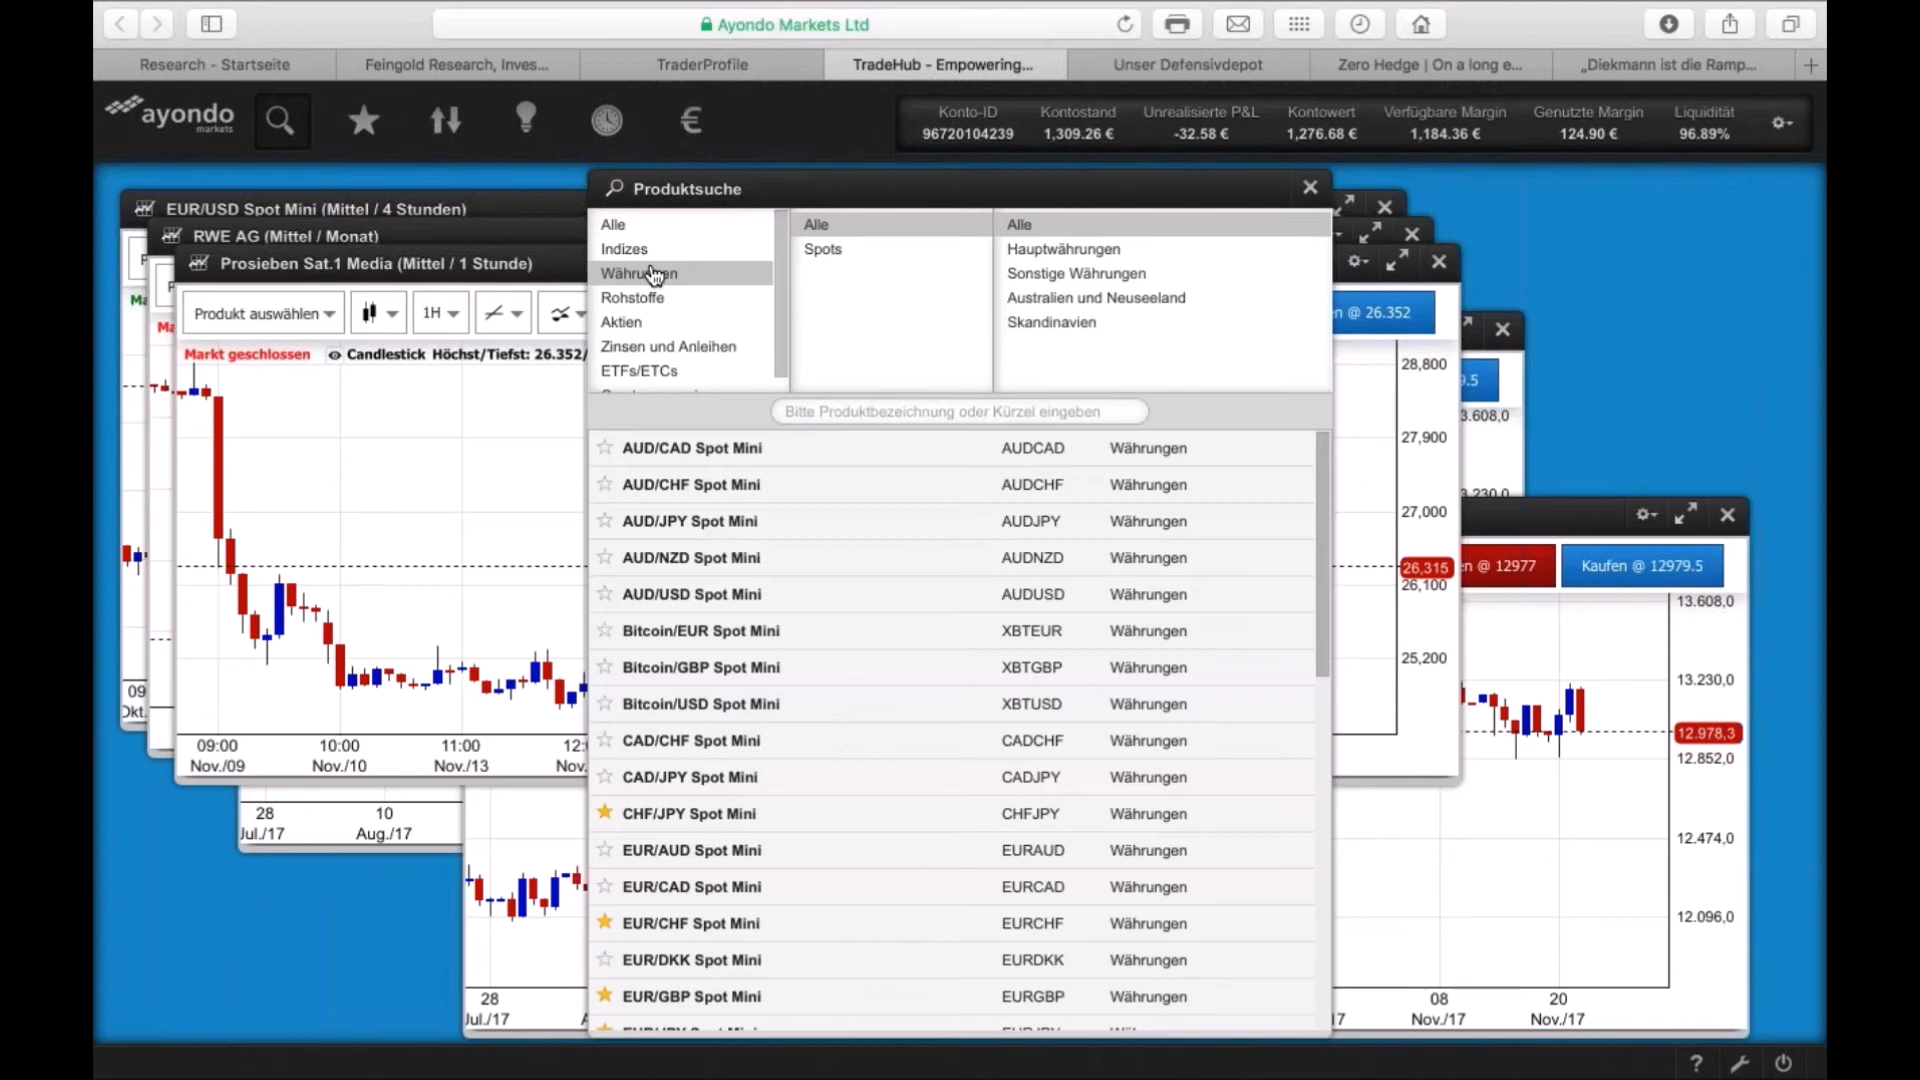 Ayondo Markets Ltd
Research - Startseite
Feingold Research, Inves...
TraderProfile
TradeHub - Empowering...
Unser Defensivdepot
Zero Hedge | On a long e...
„Diekmann ist die Ramp...
ayondo
markets
€
Konto-ID
96720104239
Kontostand
1,309.26 €
Unrealisierte P&L
-32.58 €
Kontowert
1,276.68 €
Verfügbare Margin
1,184.36 €
Genutzte Margin
124.90 €
Liquidität
96.89%
EUR/USD Spot Mini (Mittel / 4 Stunden)
RWE AG (Mittel / Monat)
Prosieben Sat.1 Media (Mittel / 1 Stunde)
Produkt auswählen
1H
Markt geschlossen
Candlestick Höchst/Tiefst: 26.352/
Produktsuche
Alle
Indizes
Währungen
Rohstoffe
Aktien
Zinsen und Anleihen
ETFs/ETCs
Alle
Spots
Alle
Hauptwährungen
Sonstige Währungen
Australien und Neuseeland
Skandinavien
Bitte Produktbezeichnung oder Kürzel eingeben
AUD/CAD Spot Mini AUDCAD Währungen
AUD/CHF Spot Mini AUDCHF Währungen
AUD/JPY Spot Mini AUDJPY Währungen
AUD/NZD Spot Mini AUDNZD Währungen
AUD/USD Spot Mini AUDUSD Währungen
Bitcoin/EUR Spot Mini XBTEUR Währungen
Bitcoin/GBP Spot Mini XBTGBP Währungen
Bitcoin/USD Spot Mini XBTUSD Währungen
CAD/CHF Spot Mini CADCHF Währungen
CAD/JPY Spot Mini CADJPY Währungen
CHF/JPY Spot Mini CHFJPY Währungen
EUR/AUD Spot Mini EURAUD Währungen
EUR/CAD Spot Mini EURCAD Währungen
EUR/CHF Spot Mini EURCHF Währungen
EUR/DKK Spot Mini EURDKK Währungen
EUR/GBP Spot Mini EURGBP Währungen
en @ 26.352
28,800
27,900
27,000
26,315
26,100
25,200
9.5
3.608,0
3.230,0
en @ 12977
Kaufen @ 12979.5
13.608,0
13.230,0
12.978,3
12.852,0
12.474,0
12.096,0
09
Okt.
09:00
Nov./09
10:00
Nov./10
11:00
Nov./13
12:
Nov.
28
Jul./17
10
Aug./17
28
Jul./17
08
Nov./17
20
Nov./17
?